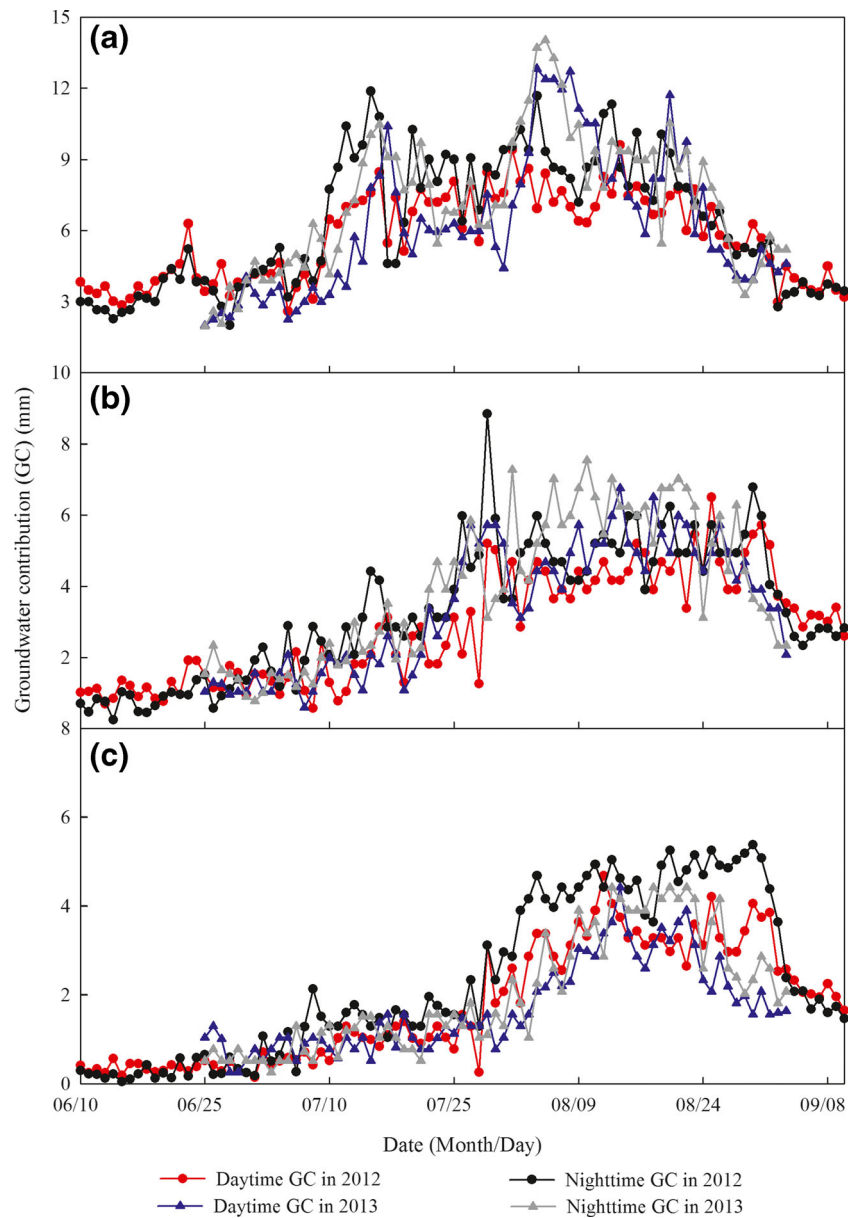 15
(a)
12
9
6
3
10
(b)
8
6
4
2
8
(c)
6
4
2
0
Groundwater contribution (GC) (mm)
06/10 06/25 07/10 07/25 08/09 08/24 09/08
Date (Month/Day)
Daytime GC in 2012 Nighttime GC in 2012
Daytime GC in 2013 Nighttime GC in 2013